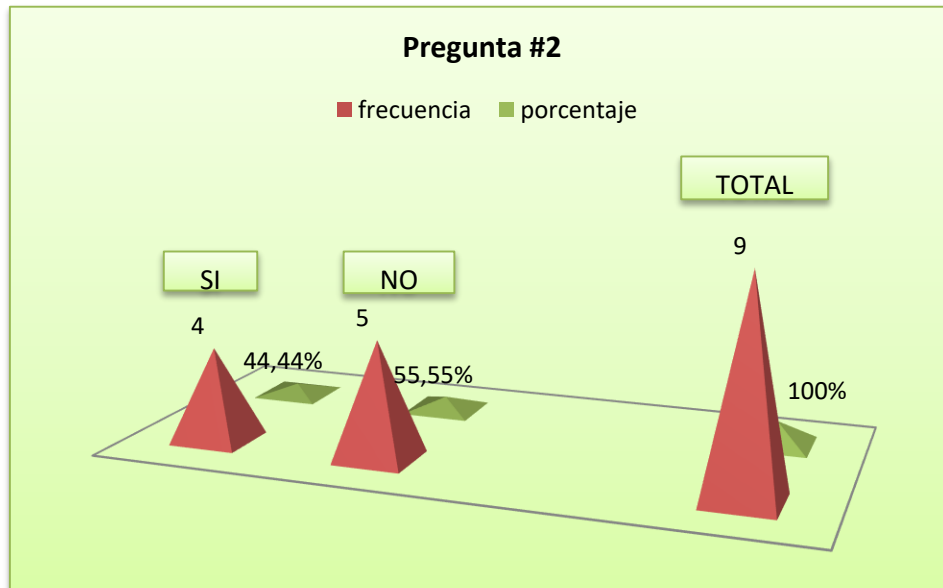 Pregunta #2
frecuencia porcentaje
TOTAL
9
SI NO
4 5
44,44% 55,55%
100%